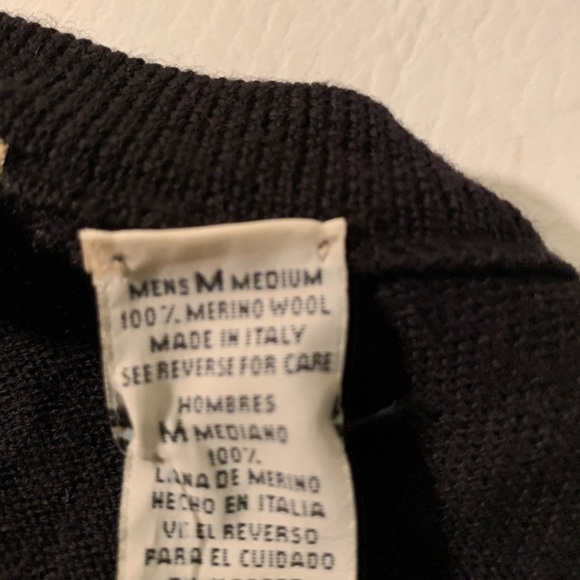 MENS M MEDIUM
100% MERINO WOOL
MADE IN ITALY
SEE REVERSE FOR CARE
HOMBRES
M MEDIANO
100%
LANA DE MERINO
HECHO EN ITALIA
VE EL REVERSO
PARA EL CUIDADO